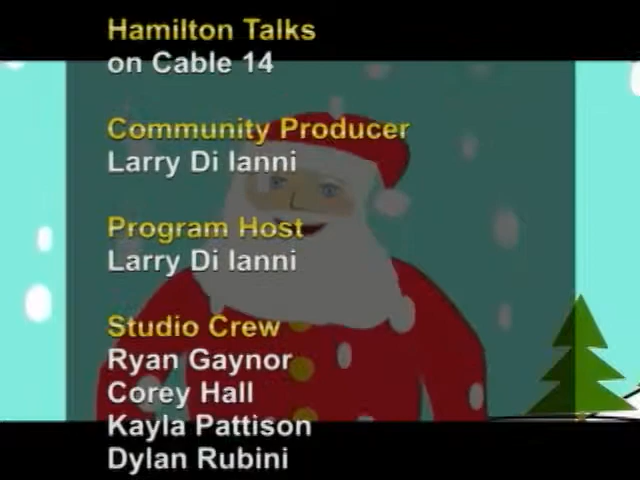 Hamilton Talks
on Cable 14
Community Producer
Larry Di Ianni
Program Host
Larry Di Ianni
Studio Crew
Ryan Gaynor
Corey Hall
Kayla Pattison
Dylan Rubini